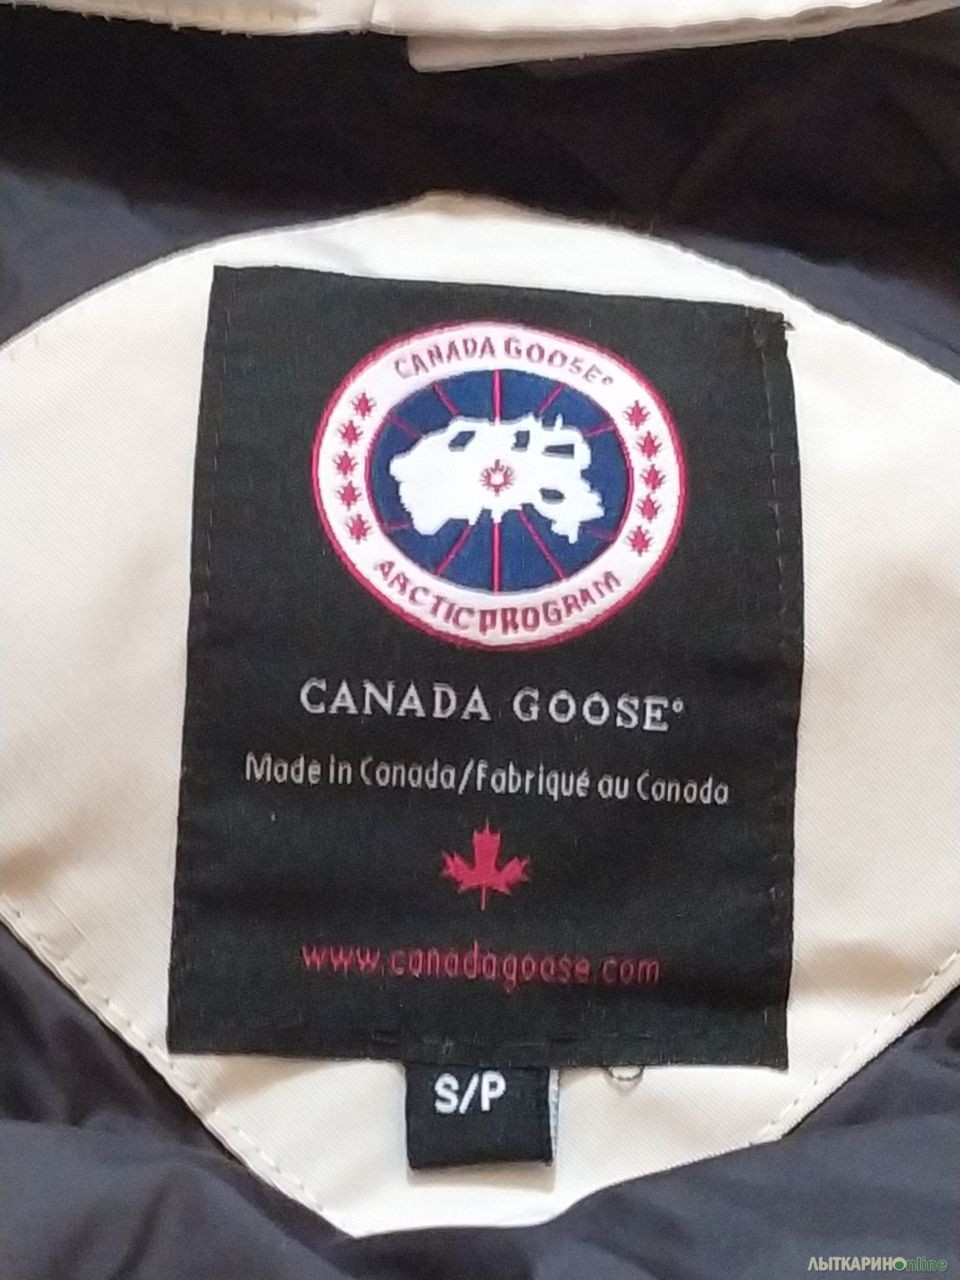 CANADA GOOSE®
ARCTIC PROGRAM
CANADA GOOSE®
Made in Canada/Fabriqué au Canada
www.canadagoose.com
S/P
ЛЫТКАРИНОonline